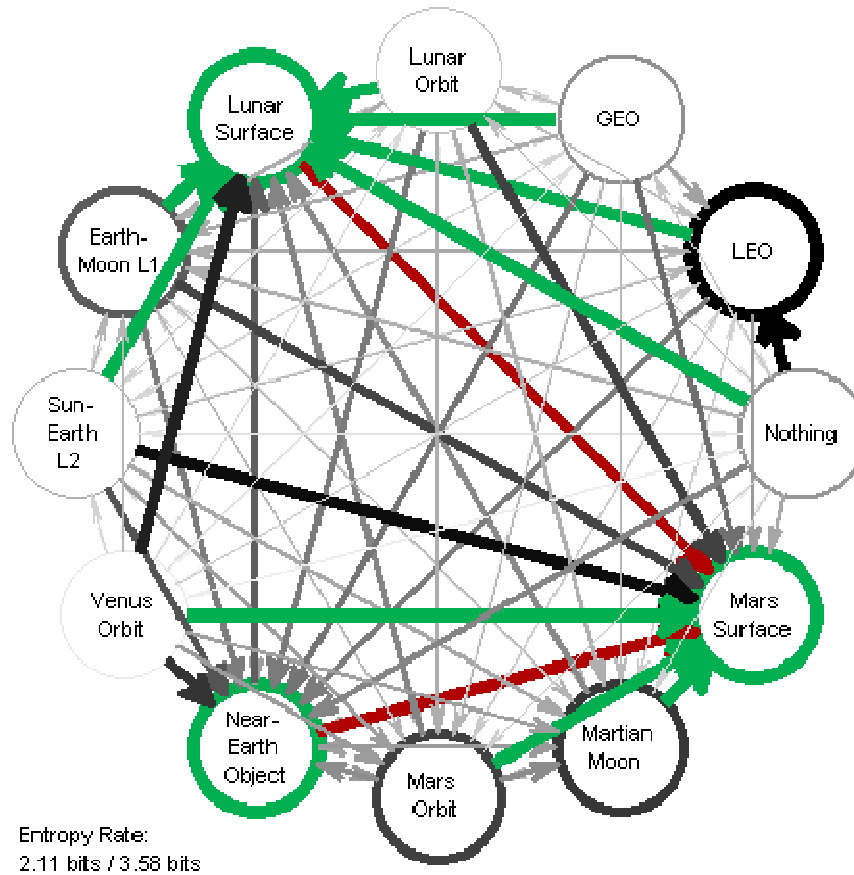 Lunar
Orbit
Lunar
Surface
GEO
Earth-
Moon L1
LEO
Sun-
Earth
L2
Nothing
Venus
Orbit
Mars
Surface
Near-
Earth
Object
Mars
Orbit
Martian
Moon
Entropy Rate:
2.11 bits / 3.58 bits